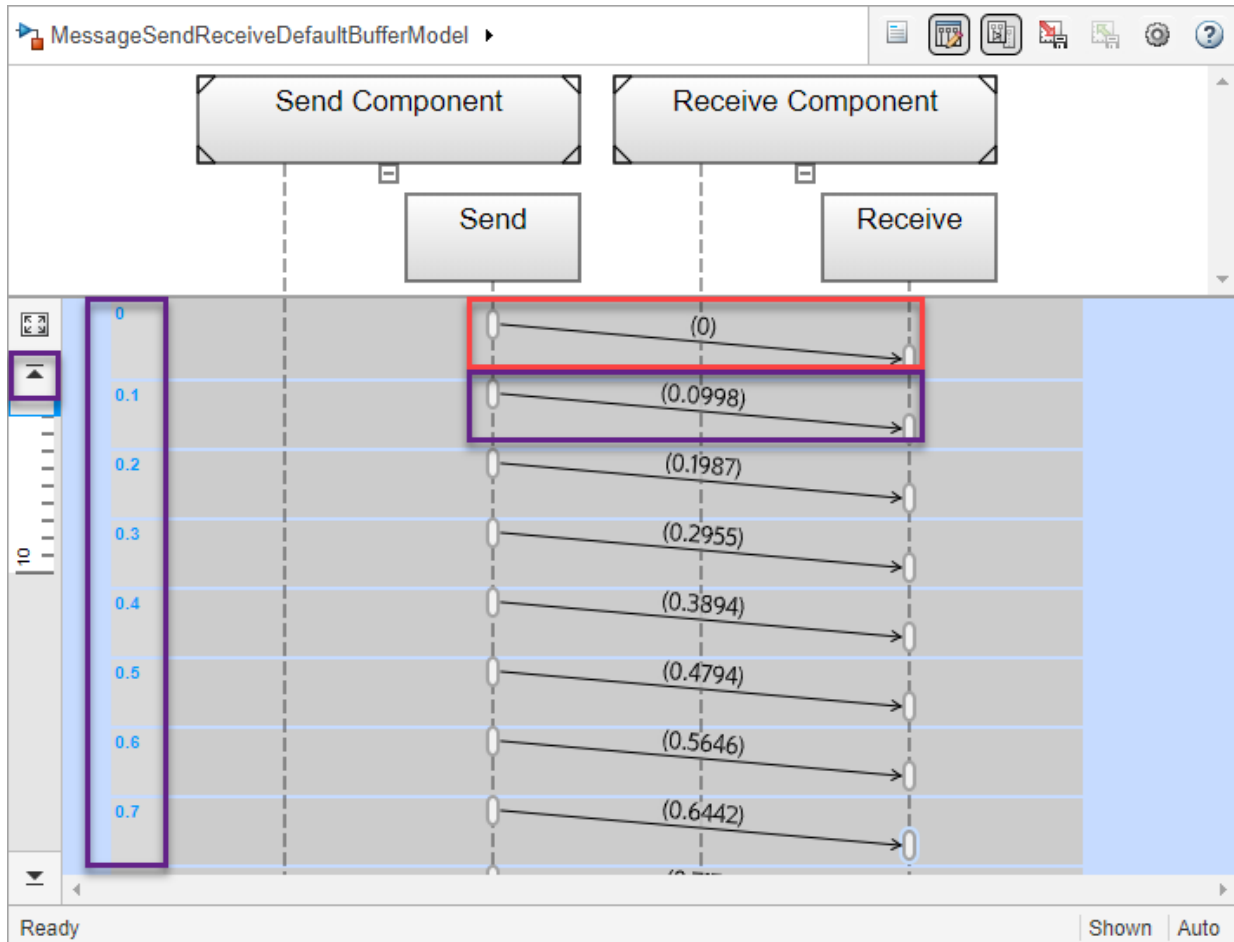 MessageSendReceiveDefaultBufferModel
Send Component
Receive Component
Send
Receive
0
(0)
0.1
(0.0998)
0.2
(0.1987)
0.3
(0.2955)
10
0.4
(0.3894)
0.5
(0.4794)
0.6
(0.5646)
0.7
(0.6442)
Ready
Shown
Auto